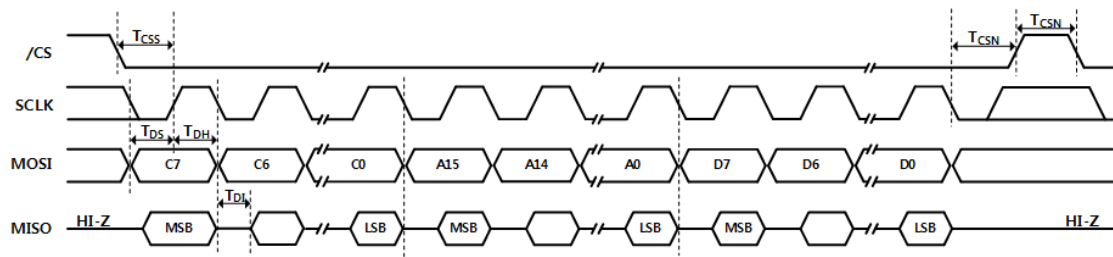 TCSS TCSN TCSN
/CS
SCLK
TDS TDH
MOSI C7 C6 C0 A15 A14 A0 D7 D6 D0
TDI
MISO HI-Z MSB LSB MSB LSB MSB LSB HI-Z